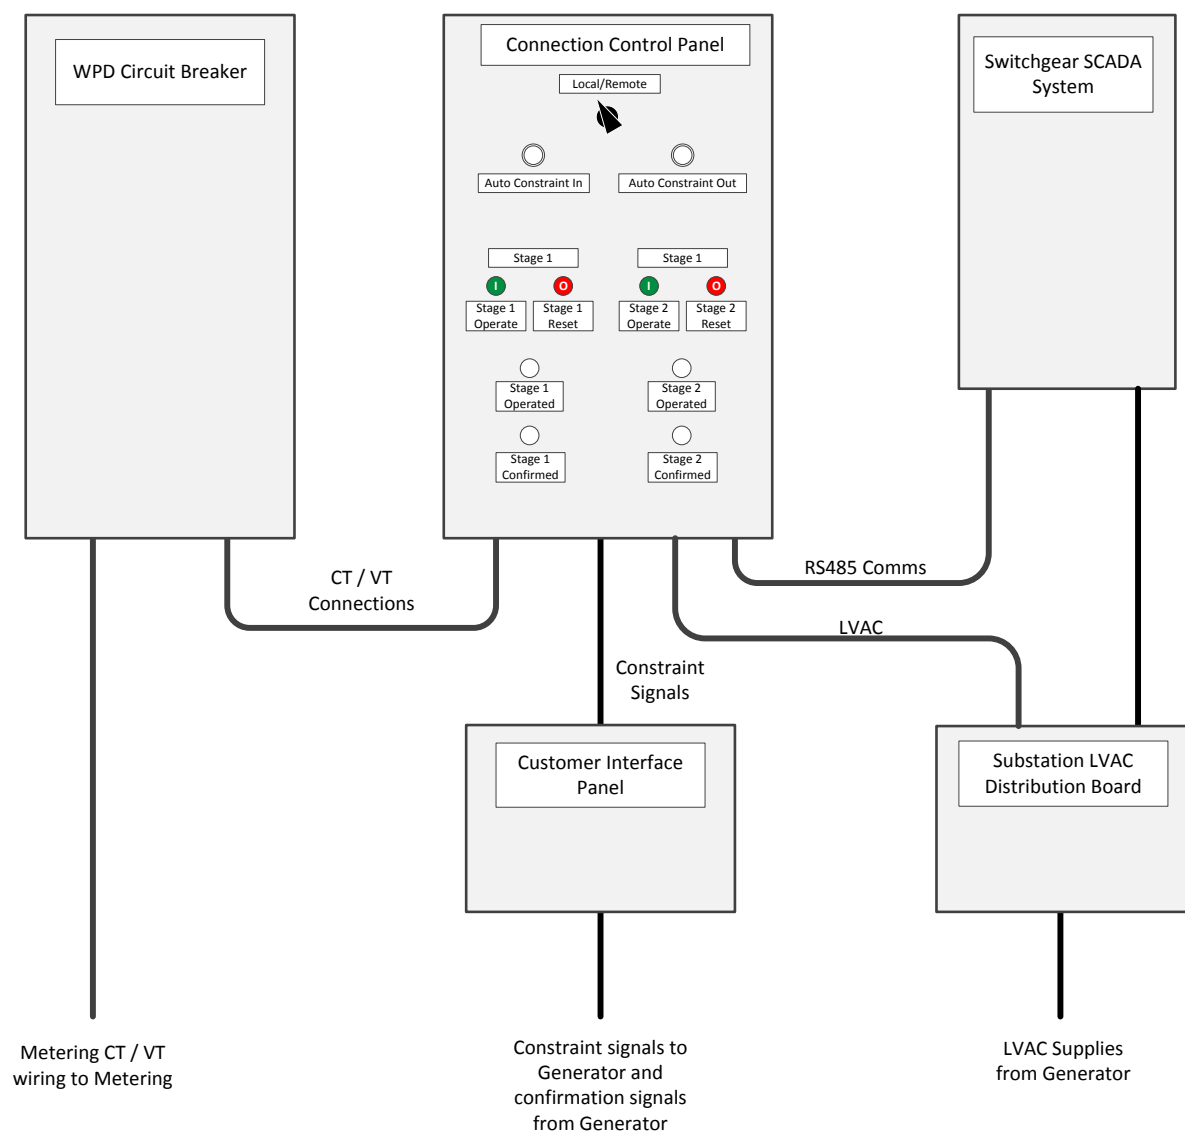 WPD Circuit Breaker
Connection Control Panel
Switchgear SCADA
System
Local/Remote
Auto Constraint In
Auto Constraint Out
Stage 1
Stage 1
I
O
I
O
Stage 1
Operate
Stage 1
Reset
Stage 2
Operate
Stage 2
Reset
Stage 1
Operated
Stage 2
Operated
Stage 1
Confirmed
Stage 2
Confirmed
CT / VT
Connections
RS485 Comms
LVAC
Constraint
Signals
Customer Interface
Panel
Substation LVAC
Distribution Board
Metering CT / VT
wiring to Metering
Constraint signals to
Generator and
confirmation signals
from Generator
LVAC Supplies
from Generator